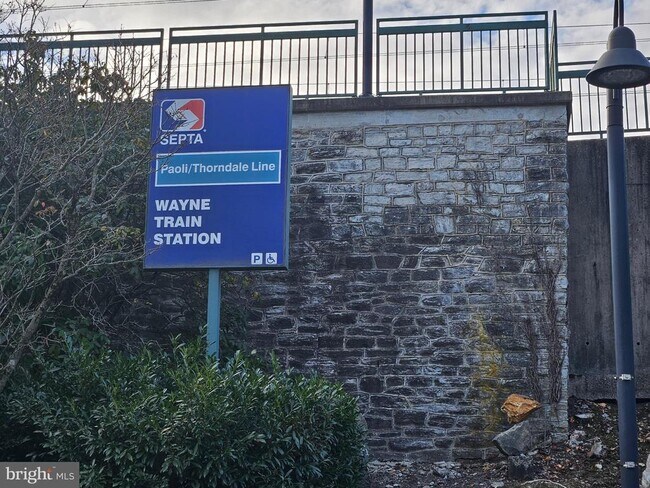 SEPTA
Paoli/Thorndale Line
WAYNE
TRAIN
STATION
P
bright MLS